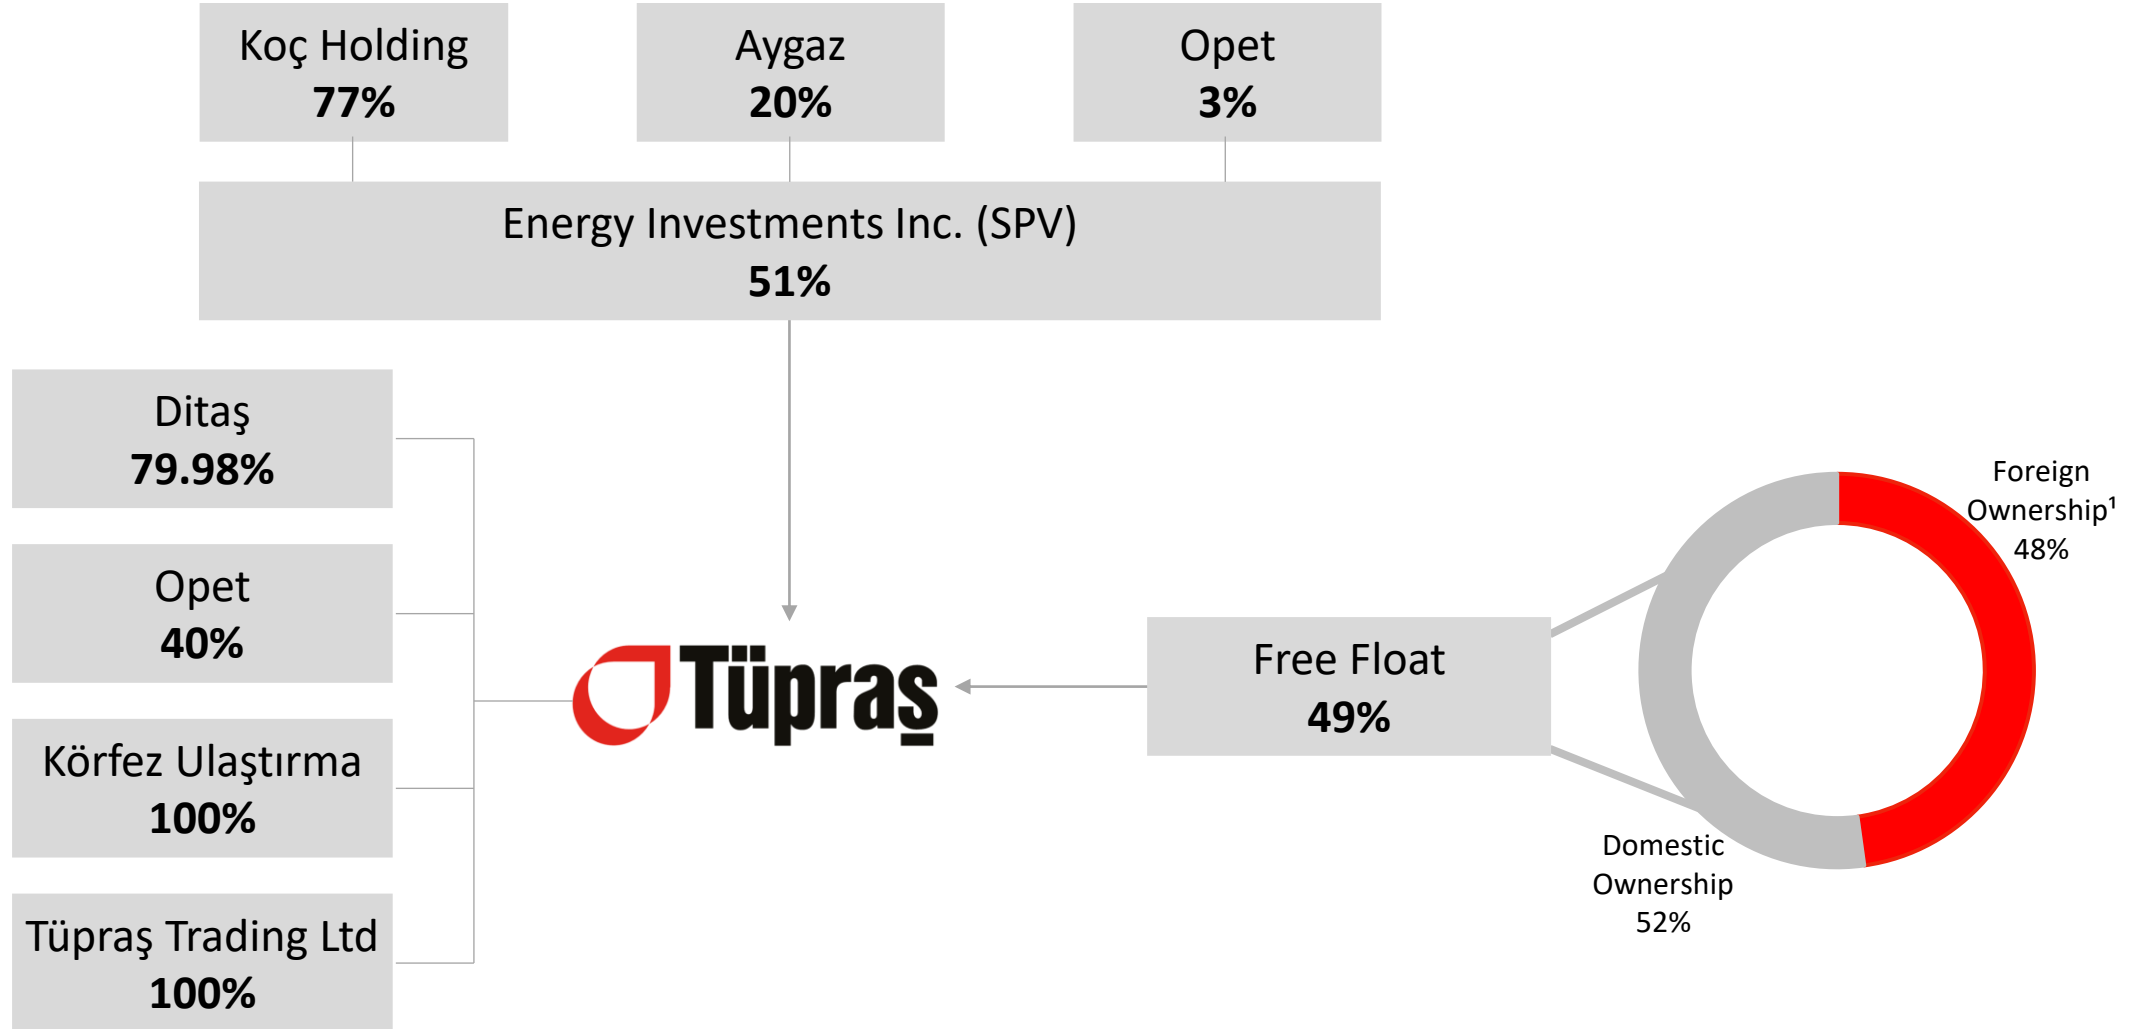 Koç Holding
77%
Aygaz
20%
Opet
3%
Energy Investments Inc. (SPV)
51%
Ditaş
79.98%
Opet
40%
Körfez Ulaştırma
100%
Tüpraş Trading Ltd
100%
Tüpraş
Free Float
49%
Foreign
Ownership¹
48%
Domestic
Ownership
52%